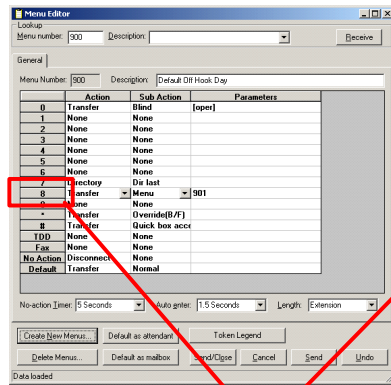 Menu Editor
Lookup
Menu number: 900 Description:
Receive
General
Menu Number: 900 Description: Default Off Hook Day
Action Sub Action Parameters
0 Transfer Blind [oper]
1 None None
2 None None
3 None None
4 None None
5 None None
6 None None
7 Directory Dir last
8 Transfer Menu 901
9 None None
* Transfer Override(B/F)
# Transfer Quick box acce
TDD None None
Fax None None
No Action Disconnect None
Default Transfer Normal
No-action Timer: 5 Seconds Auto enter: 1.5 Seconds Length: Extension
Create New Menus... Default as attendant Token Legend
Delete Menus... Default as mailbox Send/Close Cancel Send Undo
Data loaded